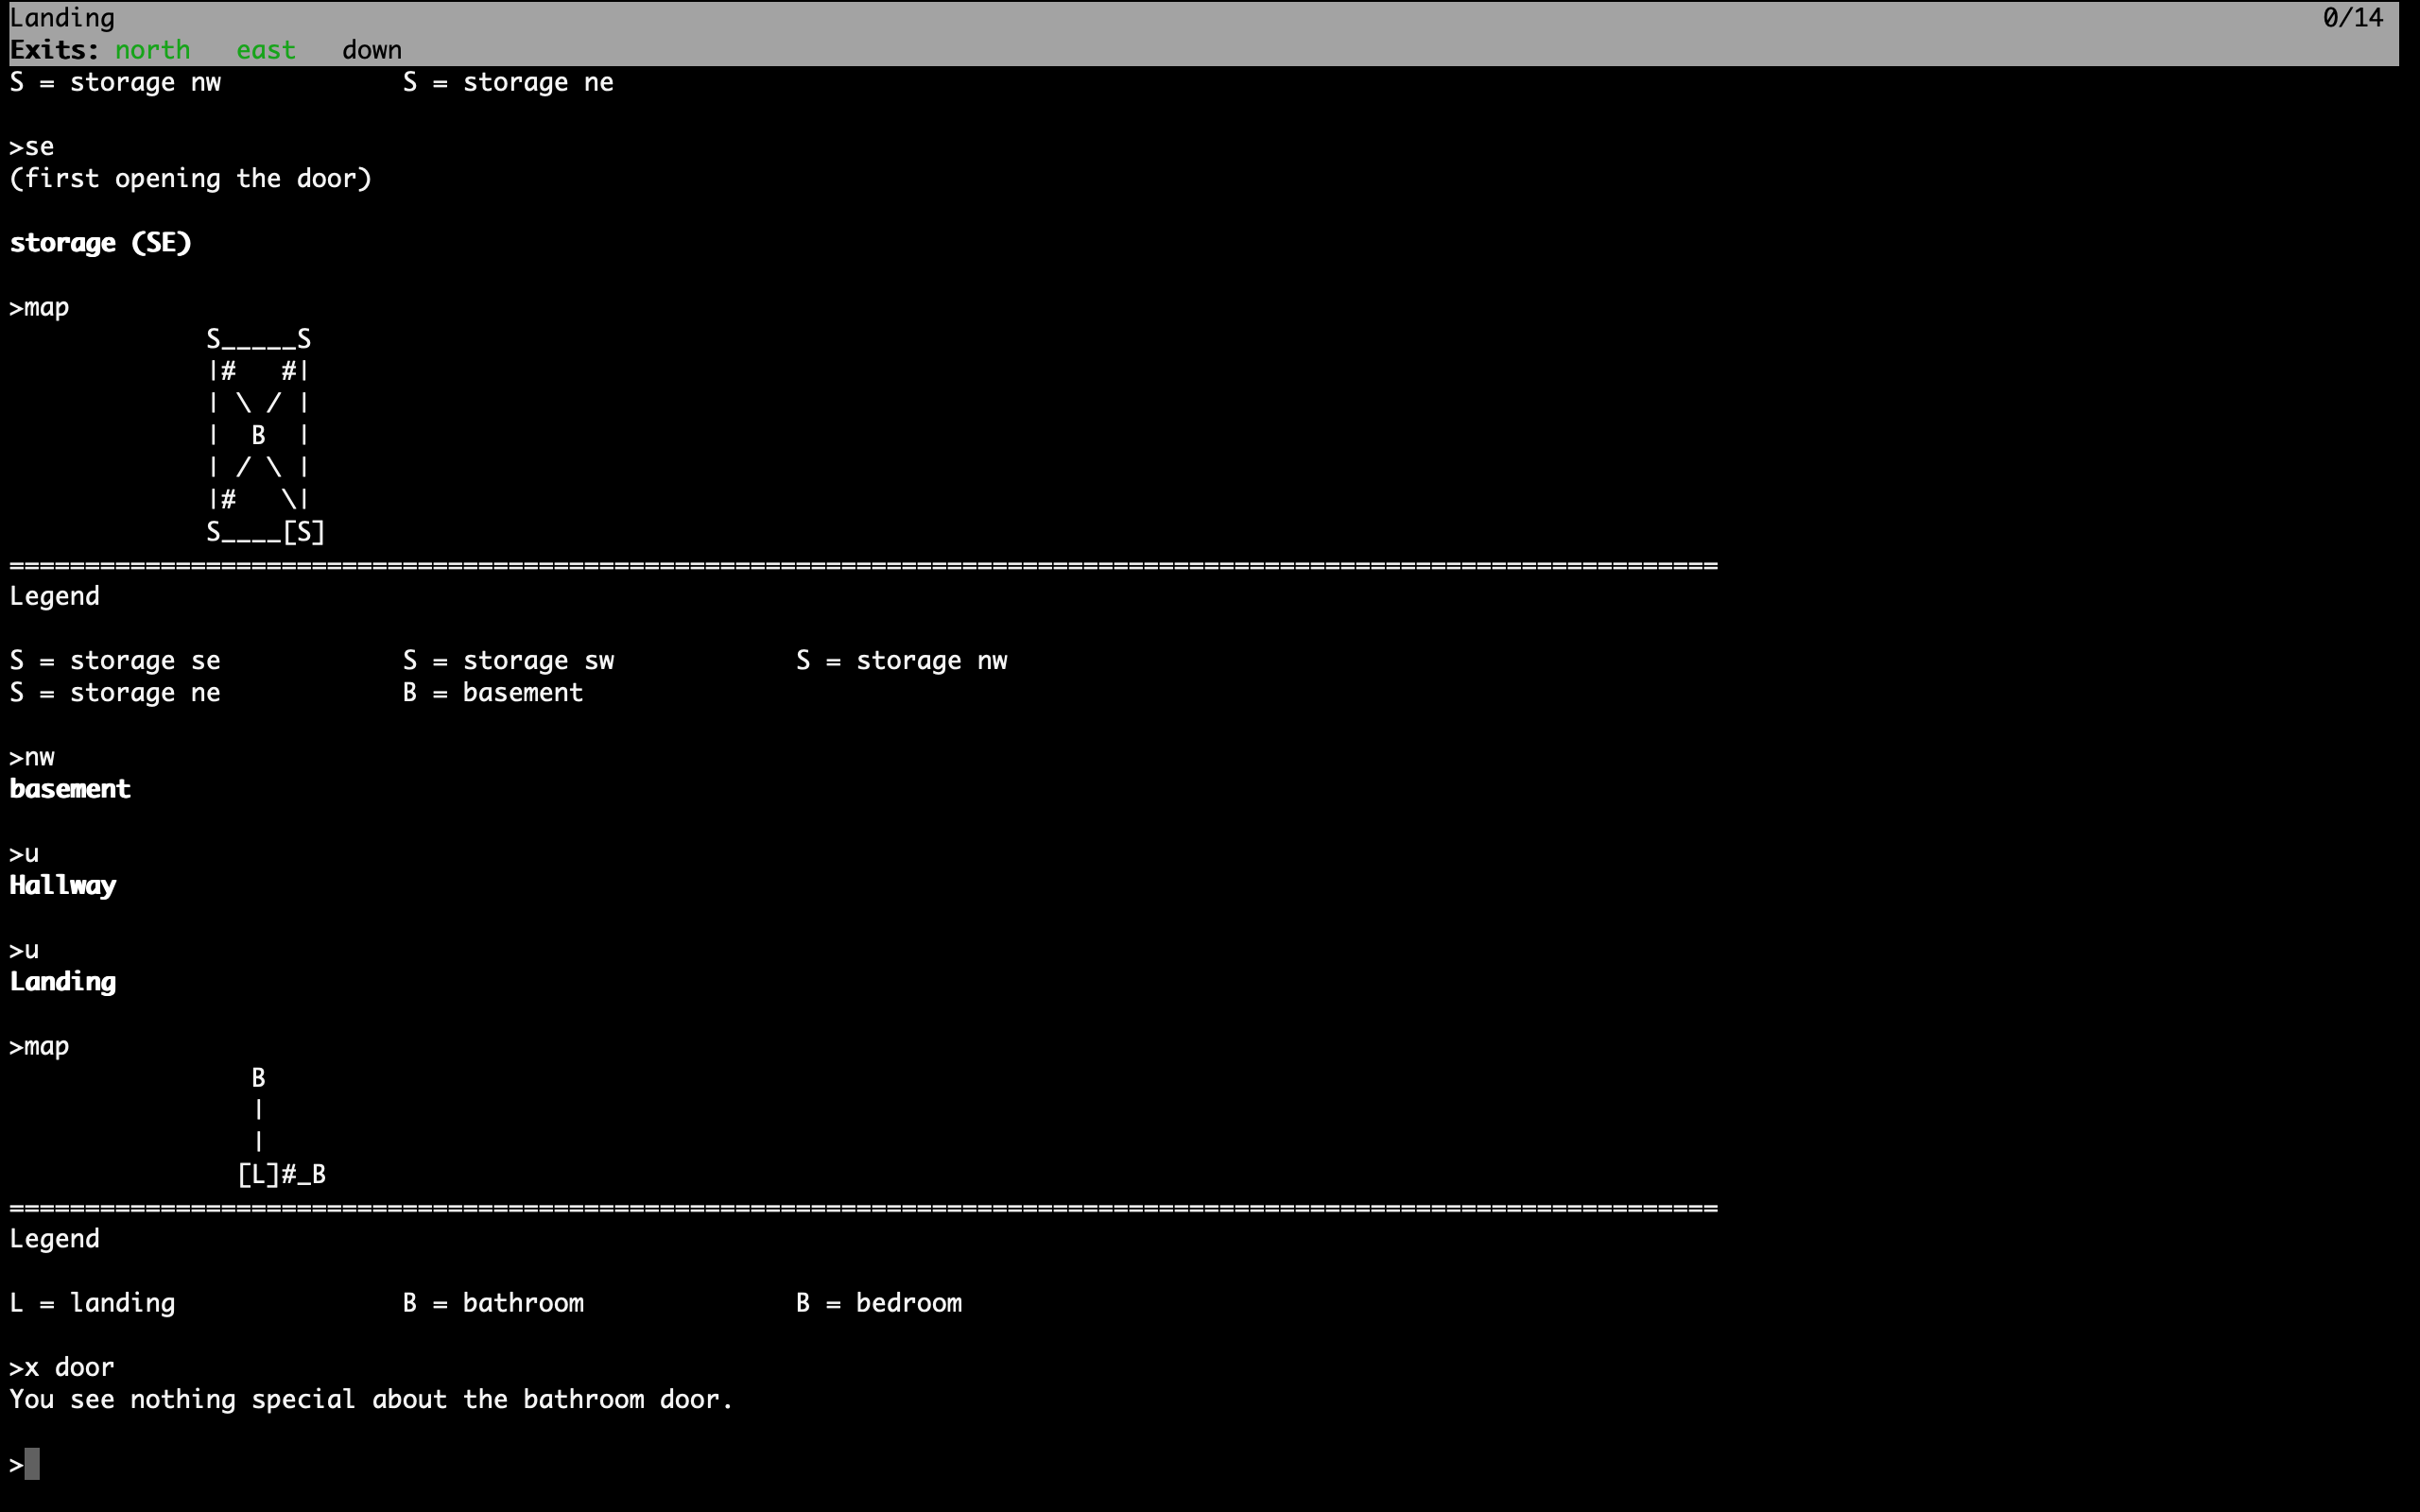 Landing 0/14
Exits: north east down
S = storage nw S = storage ne
>se
(first opening the door)
storage (SE)
>map
S_____S
|#   #|
| \ / |
|  B  |
| / \ |
|#   \|
S____[S]
=================================================================================================================
Legend
S = storage se S = storage sw S = storage nw
S = storage ne B = basement
>nw
basement
>u
Hallway
>u
Landing
>map
B
|
|
[L]#_B
=================================================================================================================
Legend
L = landing B = bathroom B = bedroom
>x door
You see nothing special about the bathroom door.
>